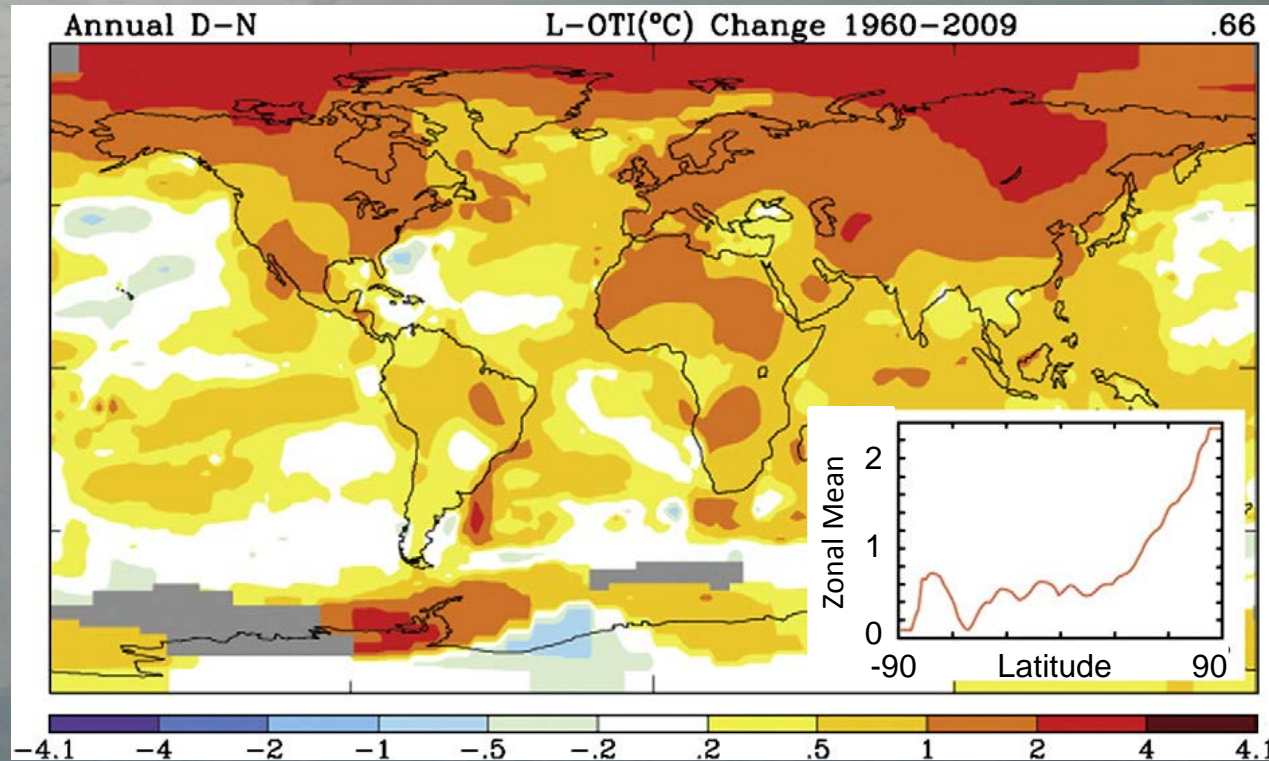 Annual D-N L-OTI(°C) Change 1960-2009 .66
2
1
0
Zonal Mean
-90 Latitude 90
-4.1 -4 -2 -1 -.5 -.2 .2 .5 1 2 4 4.1